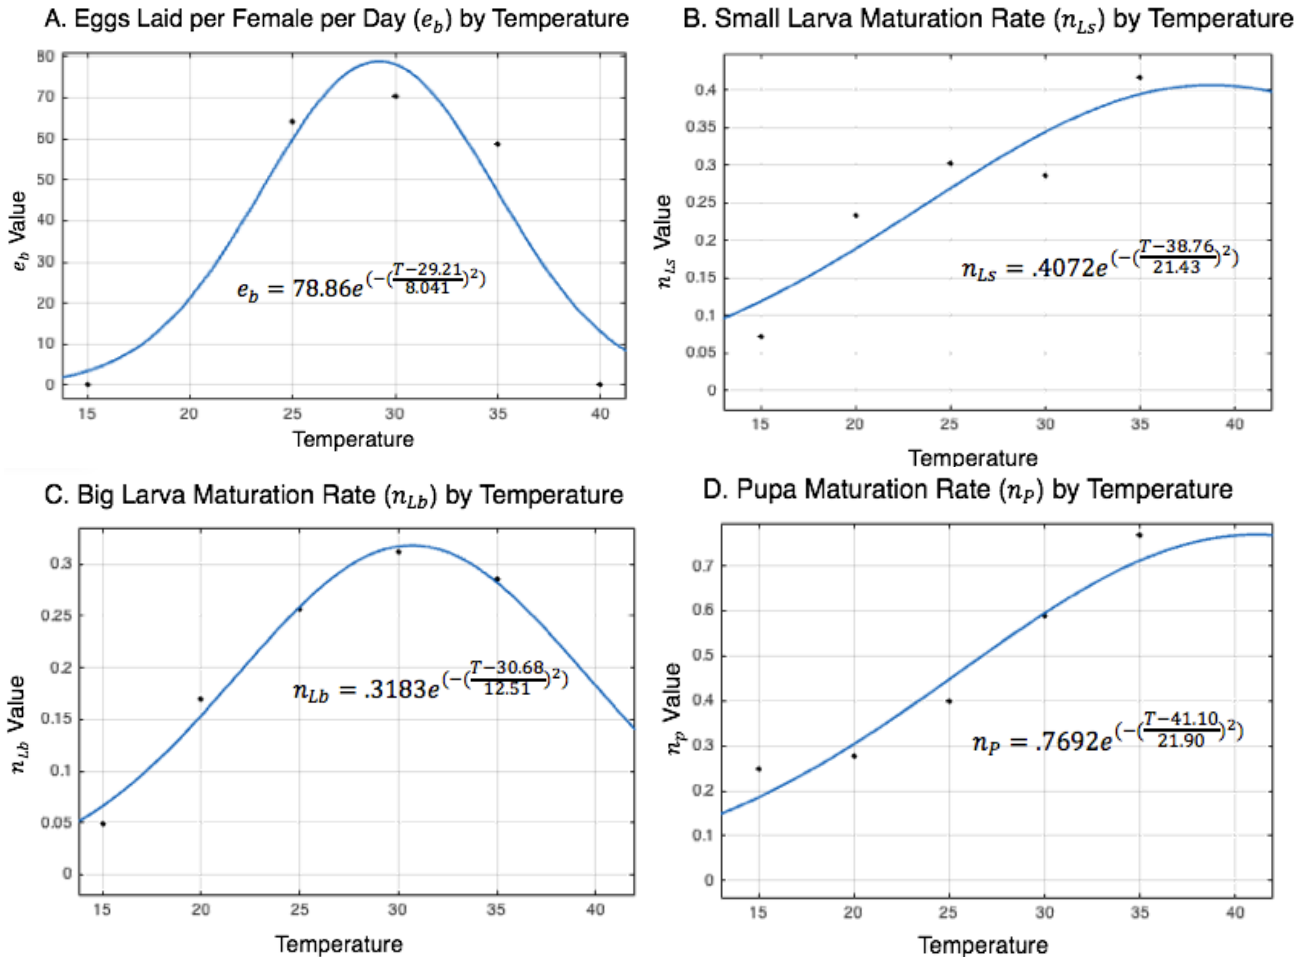 A. Eggs Laid per Female per Day (e_b) by Temperature
80
70
60
50
40
30
20
10
0
e_b Value
e_b = 78.86e^(-((T-29.21)/8.041)^2)
15 20 25 30 35 40
Temperature
B. Small Larva Maturation Rate (n_Ls) by Temperature
0.4
0.35
0.3
0.25
0.2
0.15
0.1
0.05
0
n_Ls Value
n_Ls = .4072e^(-((T-38.76)/21.43)^2)
15 20 25 30 35 40
Temperature
C. Big Larva Maturation Rate (n_Lb) by Temperature
0.3
0.25
0.2
0.15
0.1
0.05
0
n_Lb Value
n_Lb = .3183e^(-((T-30.68)/12.51)^2)
15 20 25 30 35 40
Temperature
D. Pupa Maturation Rate (n_P) by Temperature
0.7
0.6
0.5
0.4
0.3
0.2
0.1
0
n_p Value
n_P = .7692e^(-((T-41.10)/21.90)^2)
15 20 25 30 35 40
Temperature